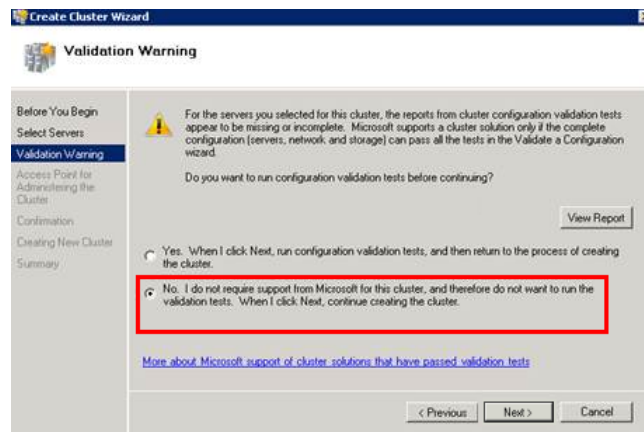 Create Cluster Wizard
Validation Warning
Before You Begin
Select Servers
Validation Warning
Access Point for
Administering the
Cluster
Confirmation
Creating New Cluster
Summary
For the servers you selected for this cluster, the reports from cluster configuration validation tests
appear to be missing or incomplete. Microsoft supports a cluster solution only if the complete
configuration (servers, network and storage) can pass all the tests in the Validate a Configuration
wizard.
Do you want to run configuration validation tests before continuing?
View Report
Yes. When I click Next, run configuration validation tests, and then return to the process of creating
the cluster.
No. I do not require support from Microsoft for this cluster, and therefore do not want to run the
validation tests. When I click Next, continue creating the cluster.
More about Microsoft support of cluster solutions that have passed validation tests
< Previous
Next >
Cancel